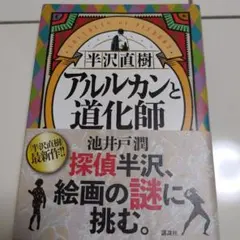 半沢直樹
アルルカンと
道化師
池井戸潤
半沢直樹
最新作!!
探偵半沢、
絵画の謎に
挑む。
講談社